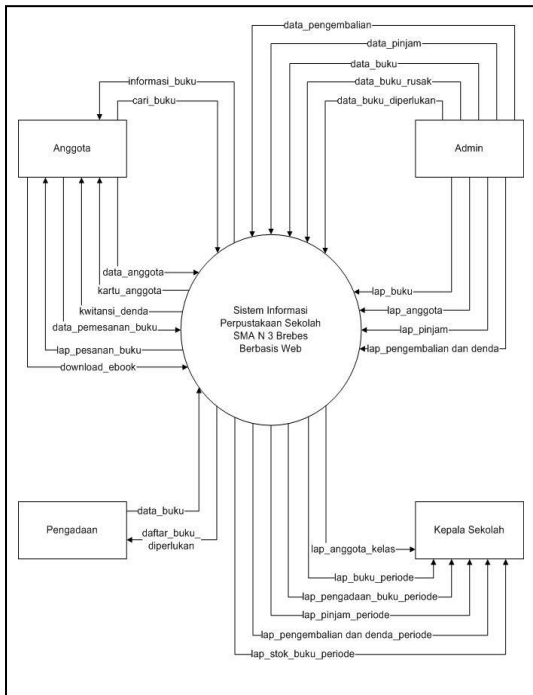 data_pengembalian
data_pinjam
data_buku
data_buku_rusak
data_buku_diperlukan
informasi_buku
cari_buku
Anggota
Admin
data_anggota
kartu_anggota
kwitansi_denda
data_pemesanan_buku
lap_pesanan_buku
download_ebook
Sistem Informasi
Perpustakaan Sekolah
SMA N 3 Brebes
Berbasis Web
lap_buku
lap_anggota
lap_pinjam
lap_pengembalian dan denda
Pengadaan
data_buku
daftar_buku_
diperlukan
Kepala Sekolah
lap_anggota_kelas
lap_buku_periode
lap_pengadaan_buku_periode
lap_pinjam_periode
lap_pengembalian dan denda_periode
lap_stok_buku_periode